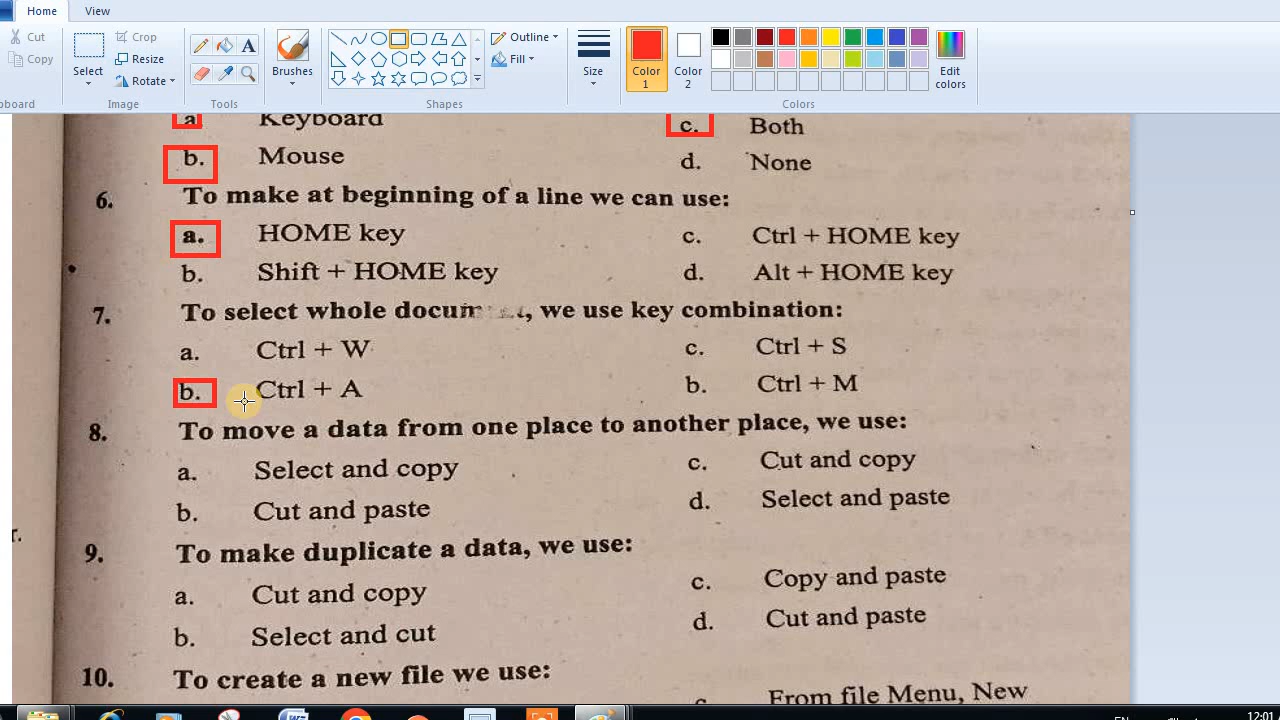 Home View
Cut
Copy
Select
Crop
Resize
Rotate
Brushes
Outline
Fill
Size
Color 1
Color 2
Edit colors
Image
Tools
Shapes
Colors
a Keyboard
c. Both
b. Mouse
d. None
6. To make at beginning of a line we can use:
a. HOME key
c. Ctrl + HOME key
b. Shift + HOME key
d. Alt + HOME key
7. To select whole docum , we use key combination:
a. Ctrl + W
c. Ctrl + S
b. Ctrl + A
b. Ctrl + M
8. To move a data from one place to another place, we use:
a. Select and copy
c. Cut and copy
b. Cut and paste
d. Select and paste
9. To make duplicate a data, we use:
a. Cut and copy
c. Copy and paste
b. Select and cut
d. Cut and paste
10. To create a new file we use:
c From file Menu, New
12:01